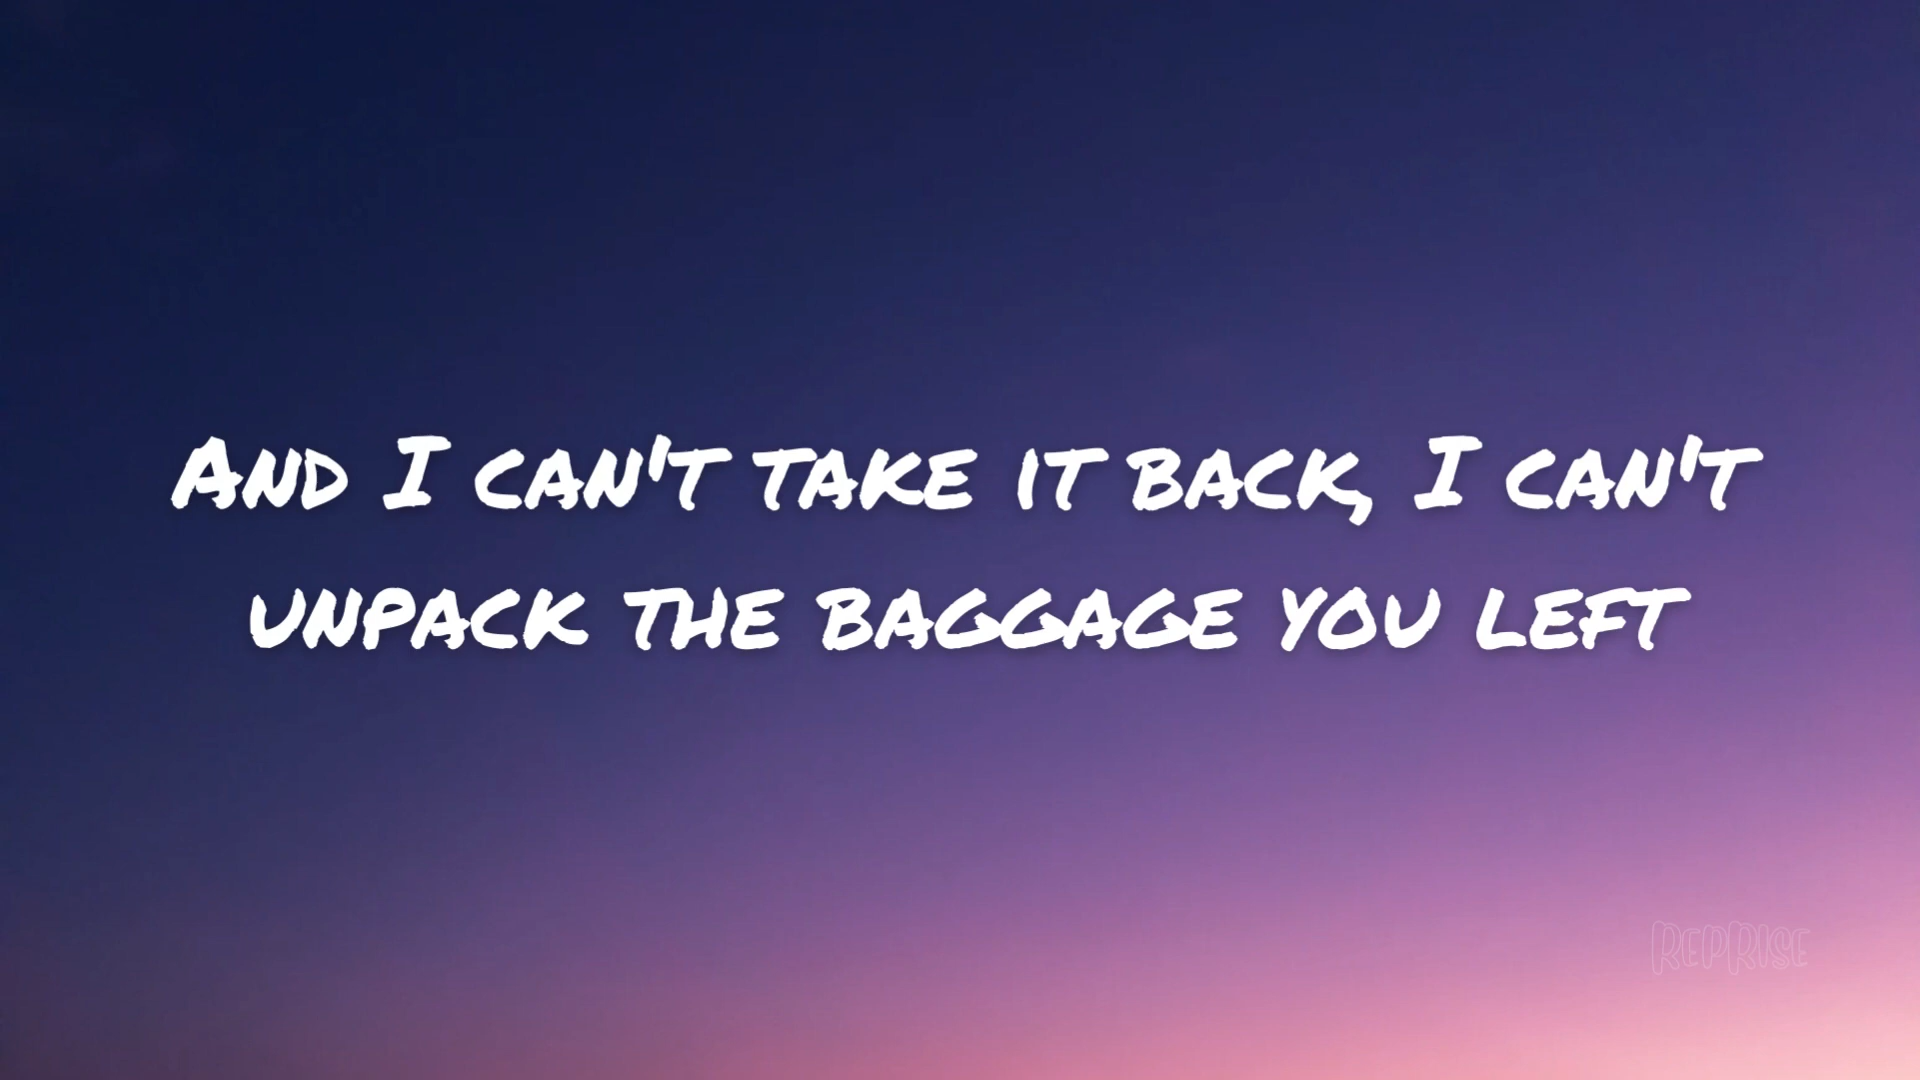 And I can't take it back, I can't
unpack the baggage you left
REPRISE